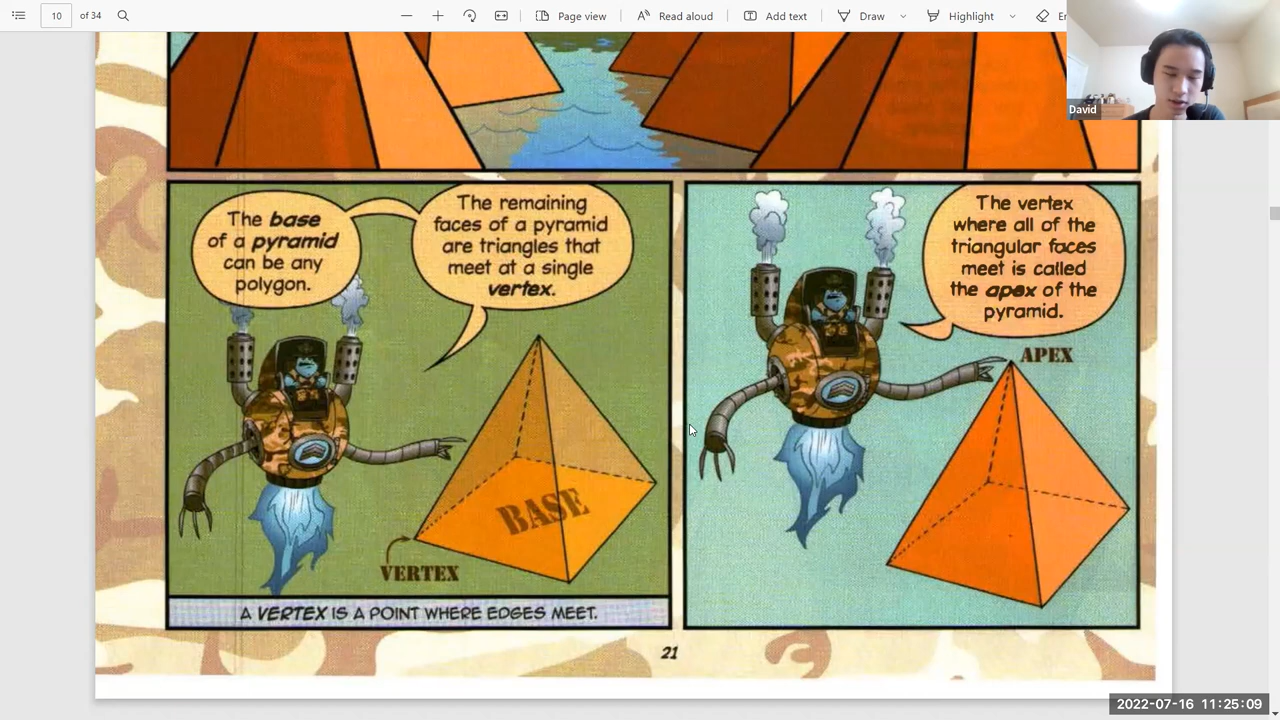 10 of 34
Page view
Read aloud
Add text
Draw
Highlight
David
The base
of a pyramid
can be any
polygon.
The remaining
faces of a pyramid
are triangles that
meet at a single
vertex.
BASE
VERTEX
A VERTEX IS A POINT WHERE EDGES MEET.
The vertex
where all of the
triangular faces
meet is called
the apex of the
pyramid.
APEX
21
2022-07-16 11:25:09